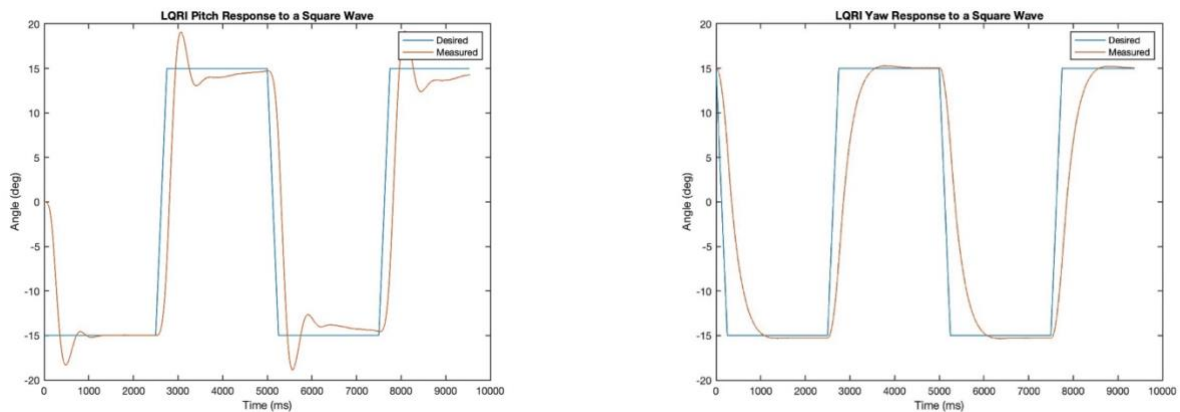 LQRI Pitch Response to a Square Wave
20
15
10
5
0
-5
-10
-15
-20
Angle (deg)
Desired
Measured
0 1000 2000 3000 4000 5000 6000 7000 8000 9000 10000
Time (ms)
LQRI Yaw Response to a Square Wave
20
15
10
5
0
-5
-10
-15
-20
Angle (deg)
Desired
Measured
0 1000 2000 3000 4000 5000 6000 7000 8000 9000 10000
Time (ms)